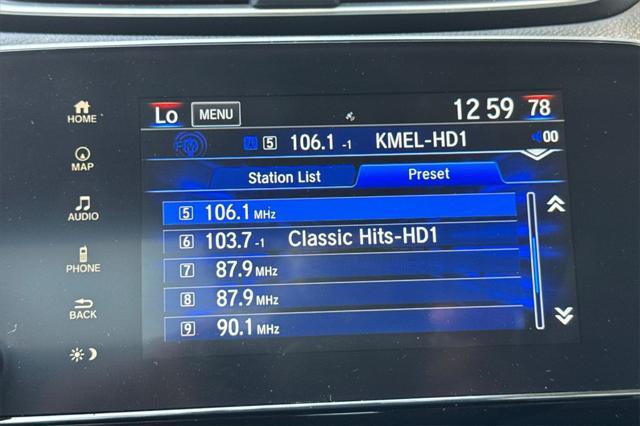 HOME
MAP
AUDIO
PHONE
BACK
Lo MENU 12 59 78
FM 5 106.1 -1 KMEL-HD1 00
Station List Preset
5 106.1 MHz
6 103.7 -1 Classic Hits-HD1
7 87.9 MHz
8 87.9 MHz
9 90.1 MHz